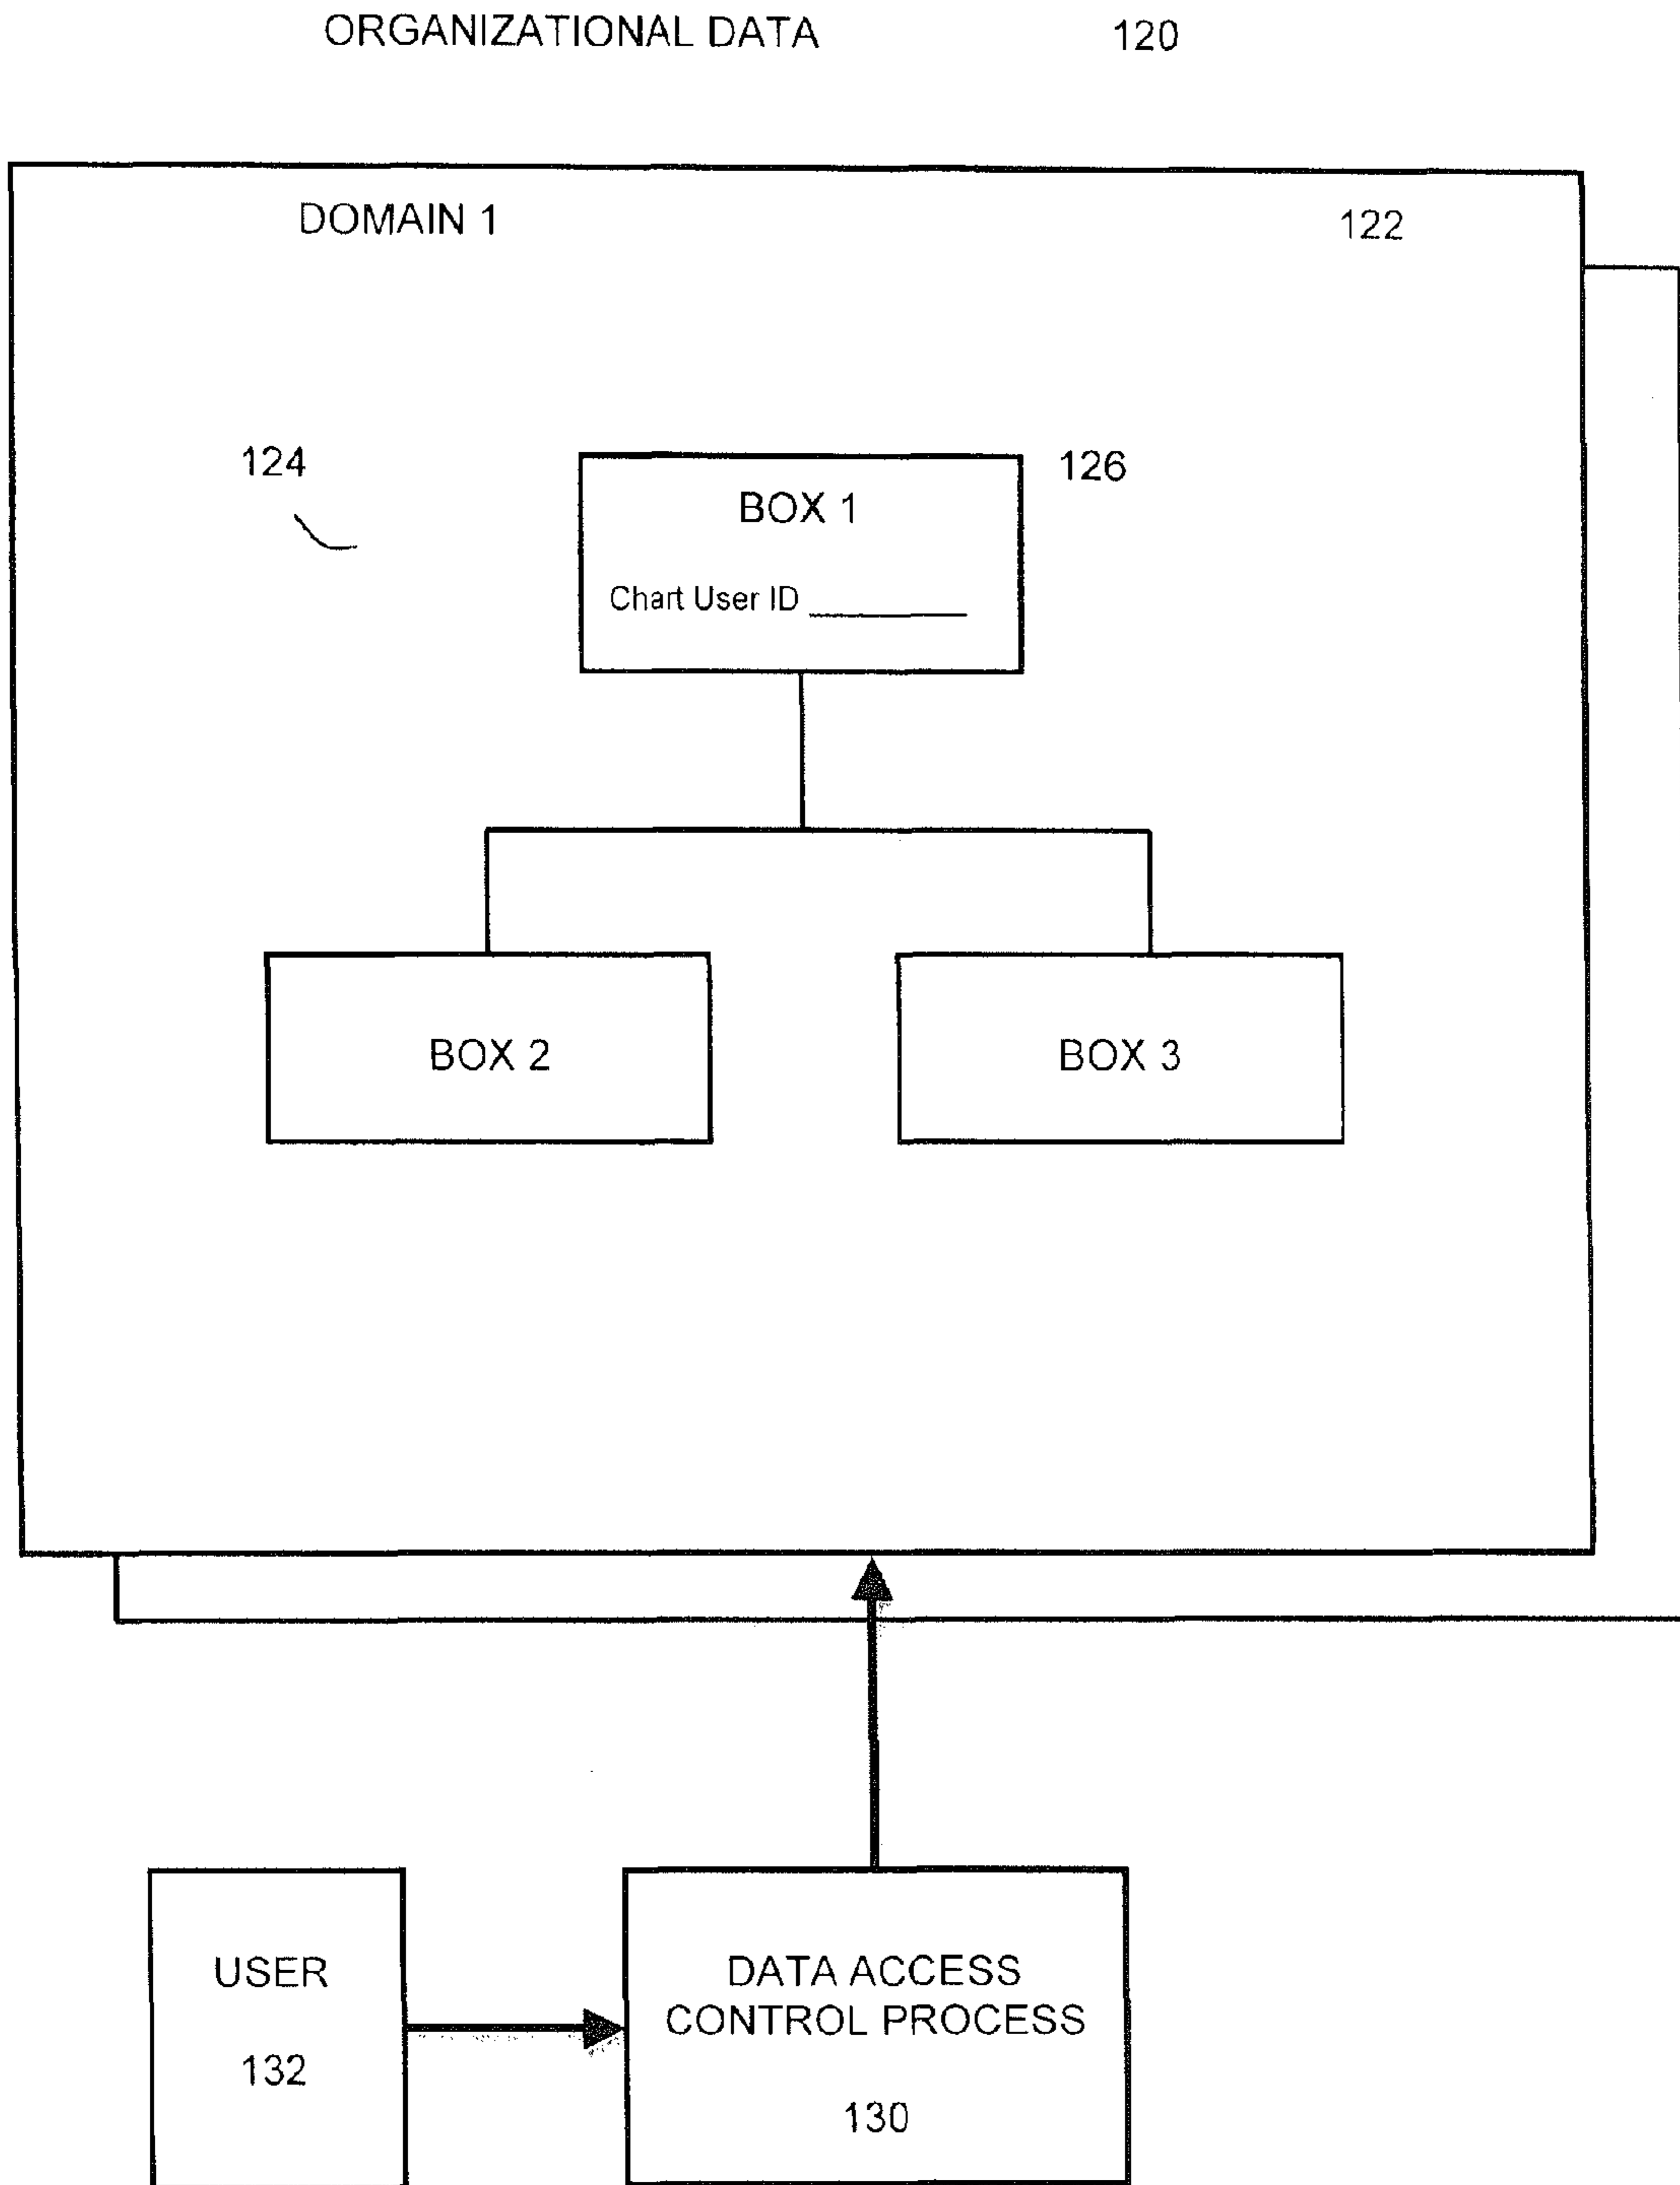 ORGANIZATIONAL DATA 120
DOMAIN 1 122
124
126
BOX 1
Chart User ID
BOX 2
BOX 3
USER
132
DATA ACCESS
CONTROL PROCESS
130